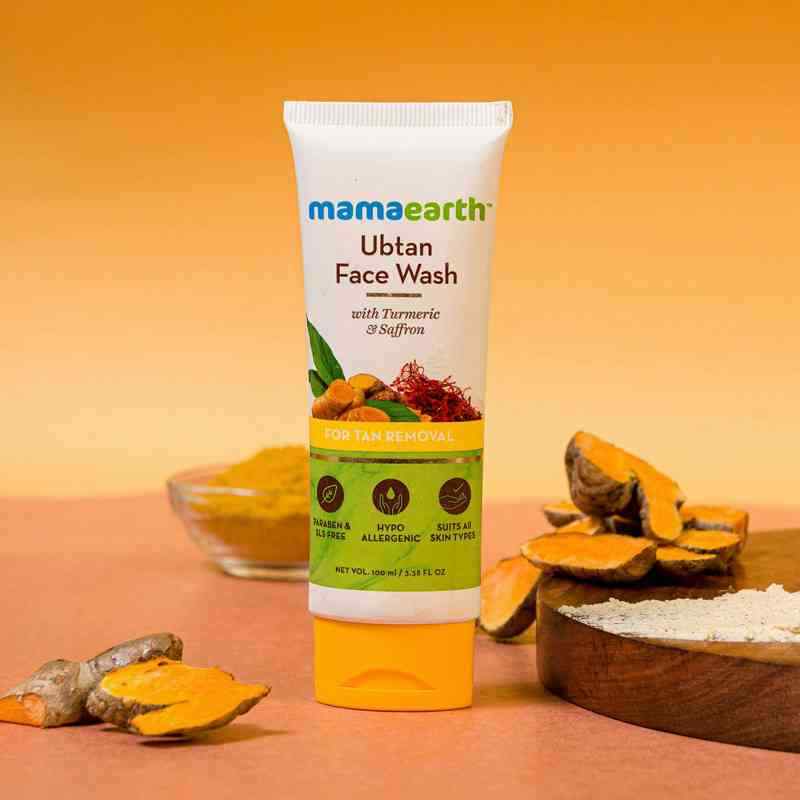 mamaearth™
Ubtan
Face Wash
with Turmeric
& Saffron
FOR TAN REMOVAL
PARABEN &
SLS FREE
HYPO
ALLERGENIC
SUITS All
SKIN TYPES
NET VOL. 100 ml / 3.38 FL OZ